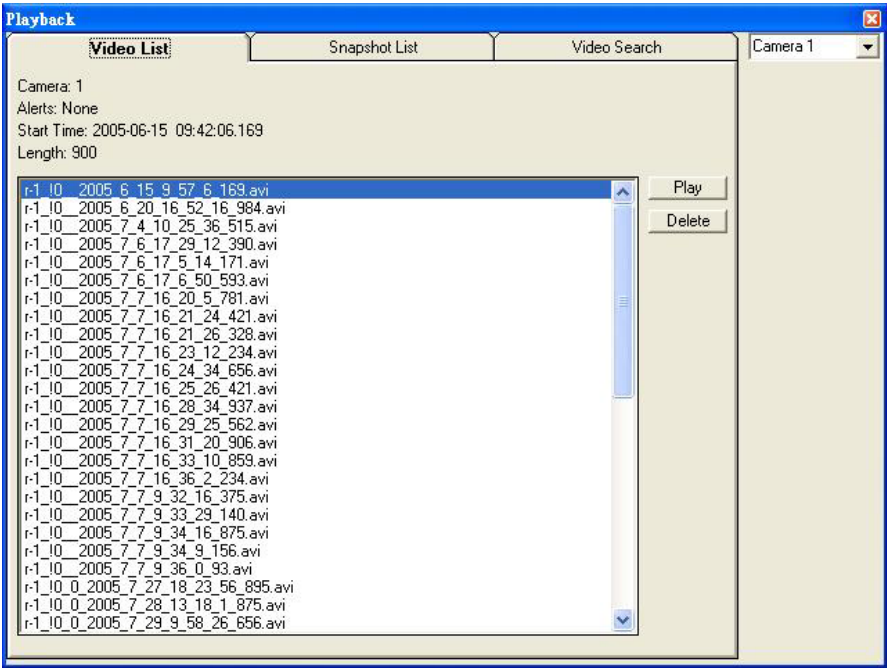 Playback
Video List Snapshot List Video Search Camera 1
Camera: 1
Alerts: None
Start Time: 2005-06-15 09:42:06.169
Length: 900
r-1_!0__2005_6_15_9_57_6_169.avi
r-1_!0__2005_6_20_16_52_16_984.avi
r-1_!0__2005_7_4_10_25_36_515.avi
r-1_!0__2005_7_6_17_29_12_390.avi
r-1_!0__2005_7_6_17_5_14_171.avi
r-1_!0__2005_7_6_17_6_50_593.avi
r-1_!0__2005_7_7_16_20_5_781.avi
r-1_!0__2005_7_7_16_21_24_421.avi
r-1_!0__2005_7_7_16_21_26_328.avi
r-1_!0__2005_7_7_16_23_12_234.avi
r-1_!0__2005_7_7_16_24_34_656.avi
r-1_!0__2005_7_7_16_25_26_421.avi
r-1_!0__2005_7_7_16_28_34_937.avi
r-1_!0__2005_7_7_16_29_25_562.avi
r-1_!0__2005_7_7_16_31_20_906.avi
r-1_!0__2005_7_7_16_33_10_859.avi
r-1_!0__2005_7_7_16_36_2_234.avi
r-1_!0__2005_7_7_9_32_16_375.avi
r-1_!0__2005_7_7_9_33_29_140.avi
r-1_!0__2005_7_7_9_34_16_875.avi
r-1_!0__2005_7_7_9_34_9_156.avi
r-1_!0__2005_7_7_9_36_0_93.avi
r-1_!0_0_2005_7_27_18_23_56_895.avi
r-1_!0_0_2005_7_28_13_18_1_875.avi
r-1_!0_0_2005_7_29_9_58_26_656.avi
Play
Delete